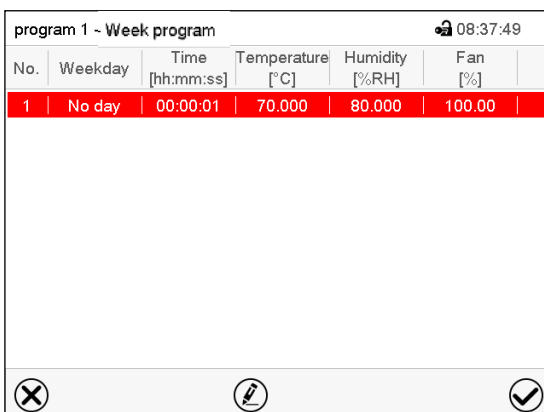 program 1 - Week program 08:37:49
No. Weekday Time [hh:mm:ss] Temperature [°C] Humidity [%RH] Fan [%]
1 No day 00:00:01 70.000 80.000 100.00